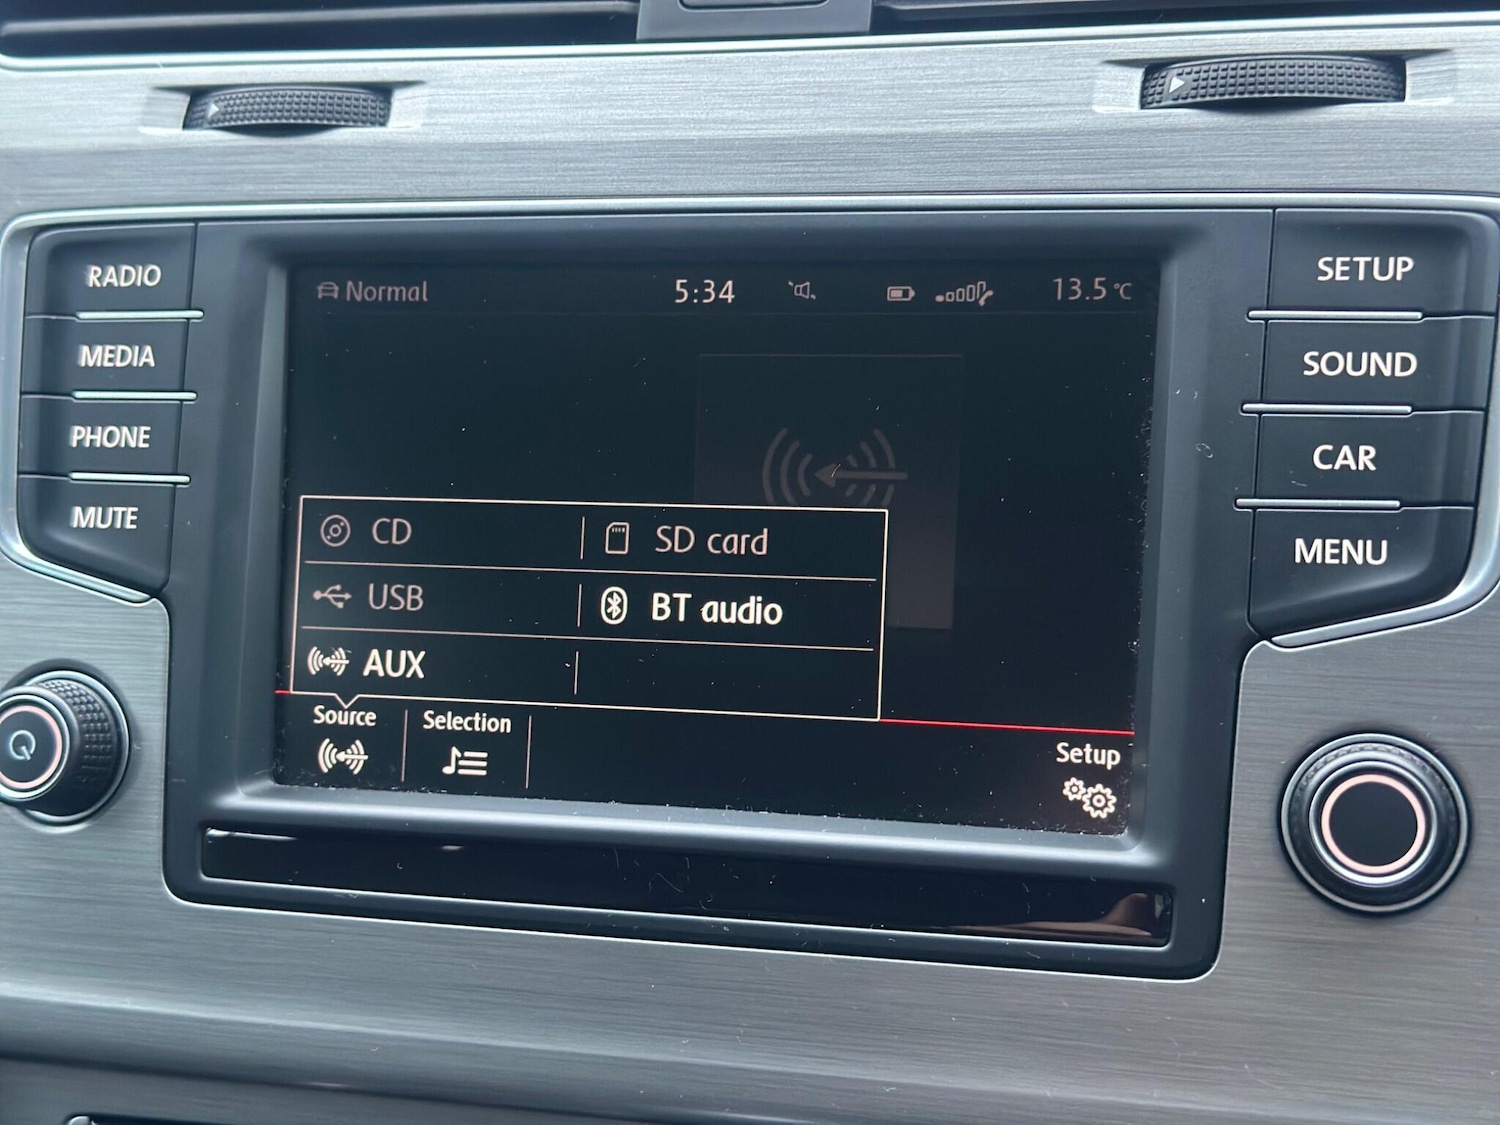 Normal 5:34 13.5 °C
RADIO
MEDIA
PHONE
MUTE
CD SD card
USB BT audio
AUX
Source Selection
Setup
SETUP
SOUND
CAR
MENU